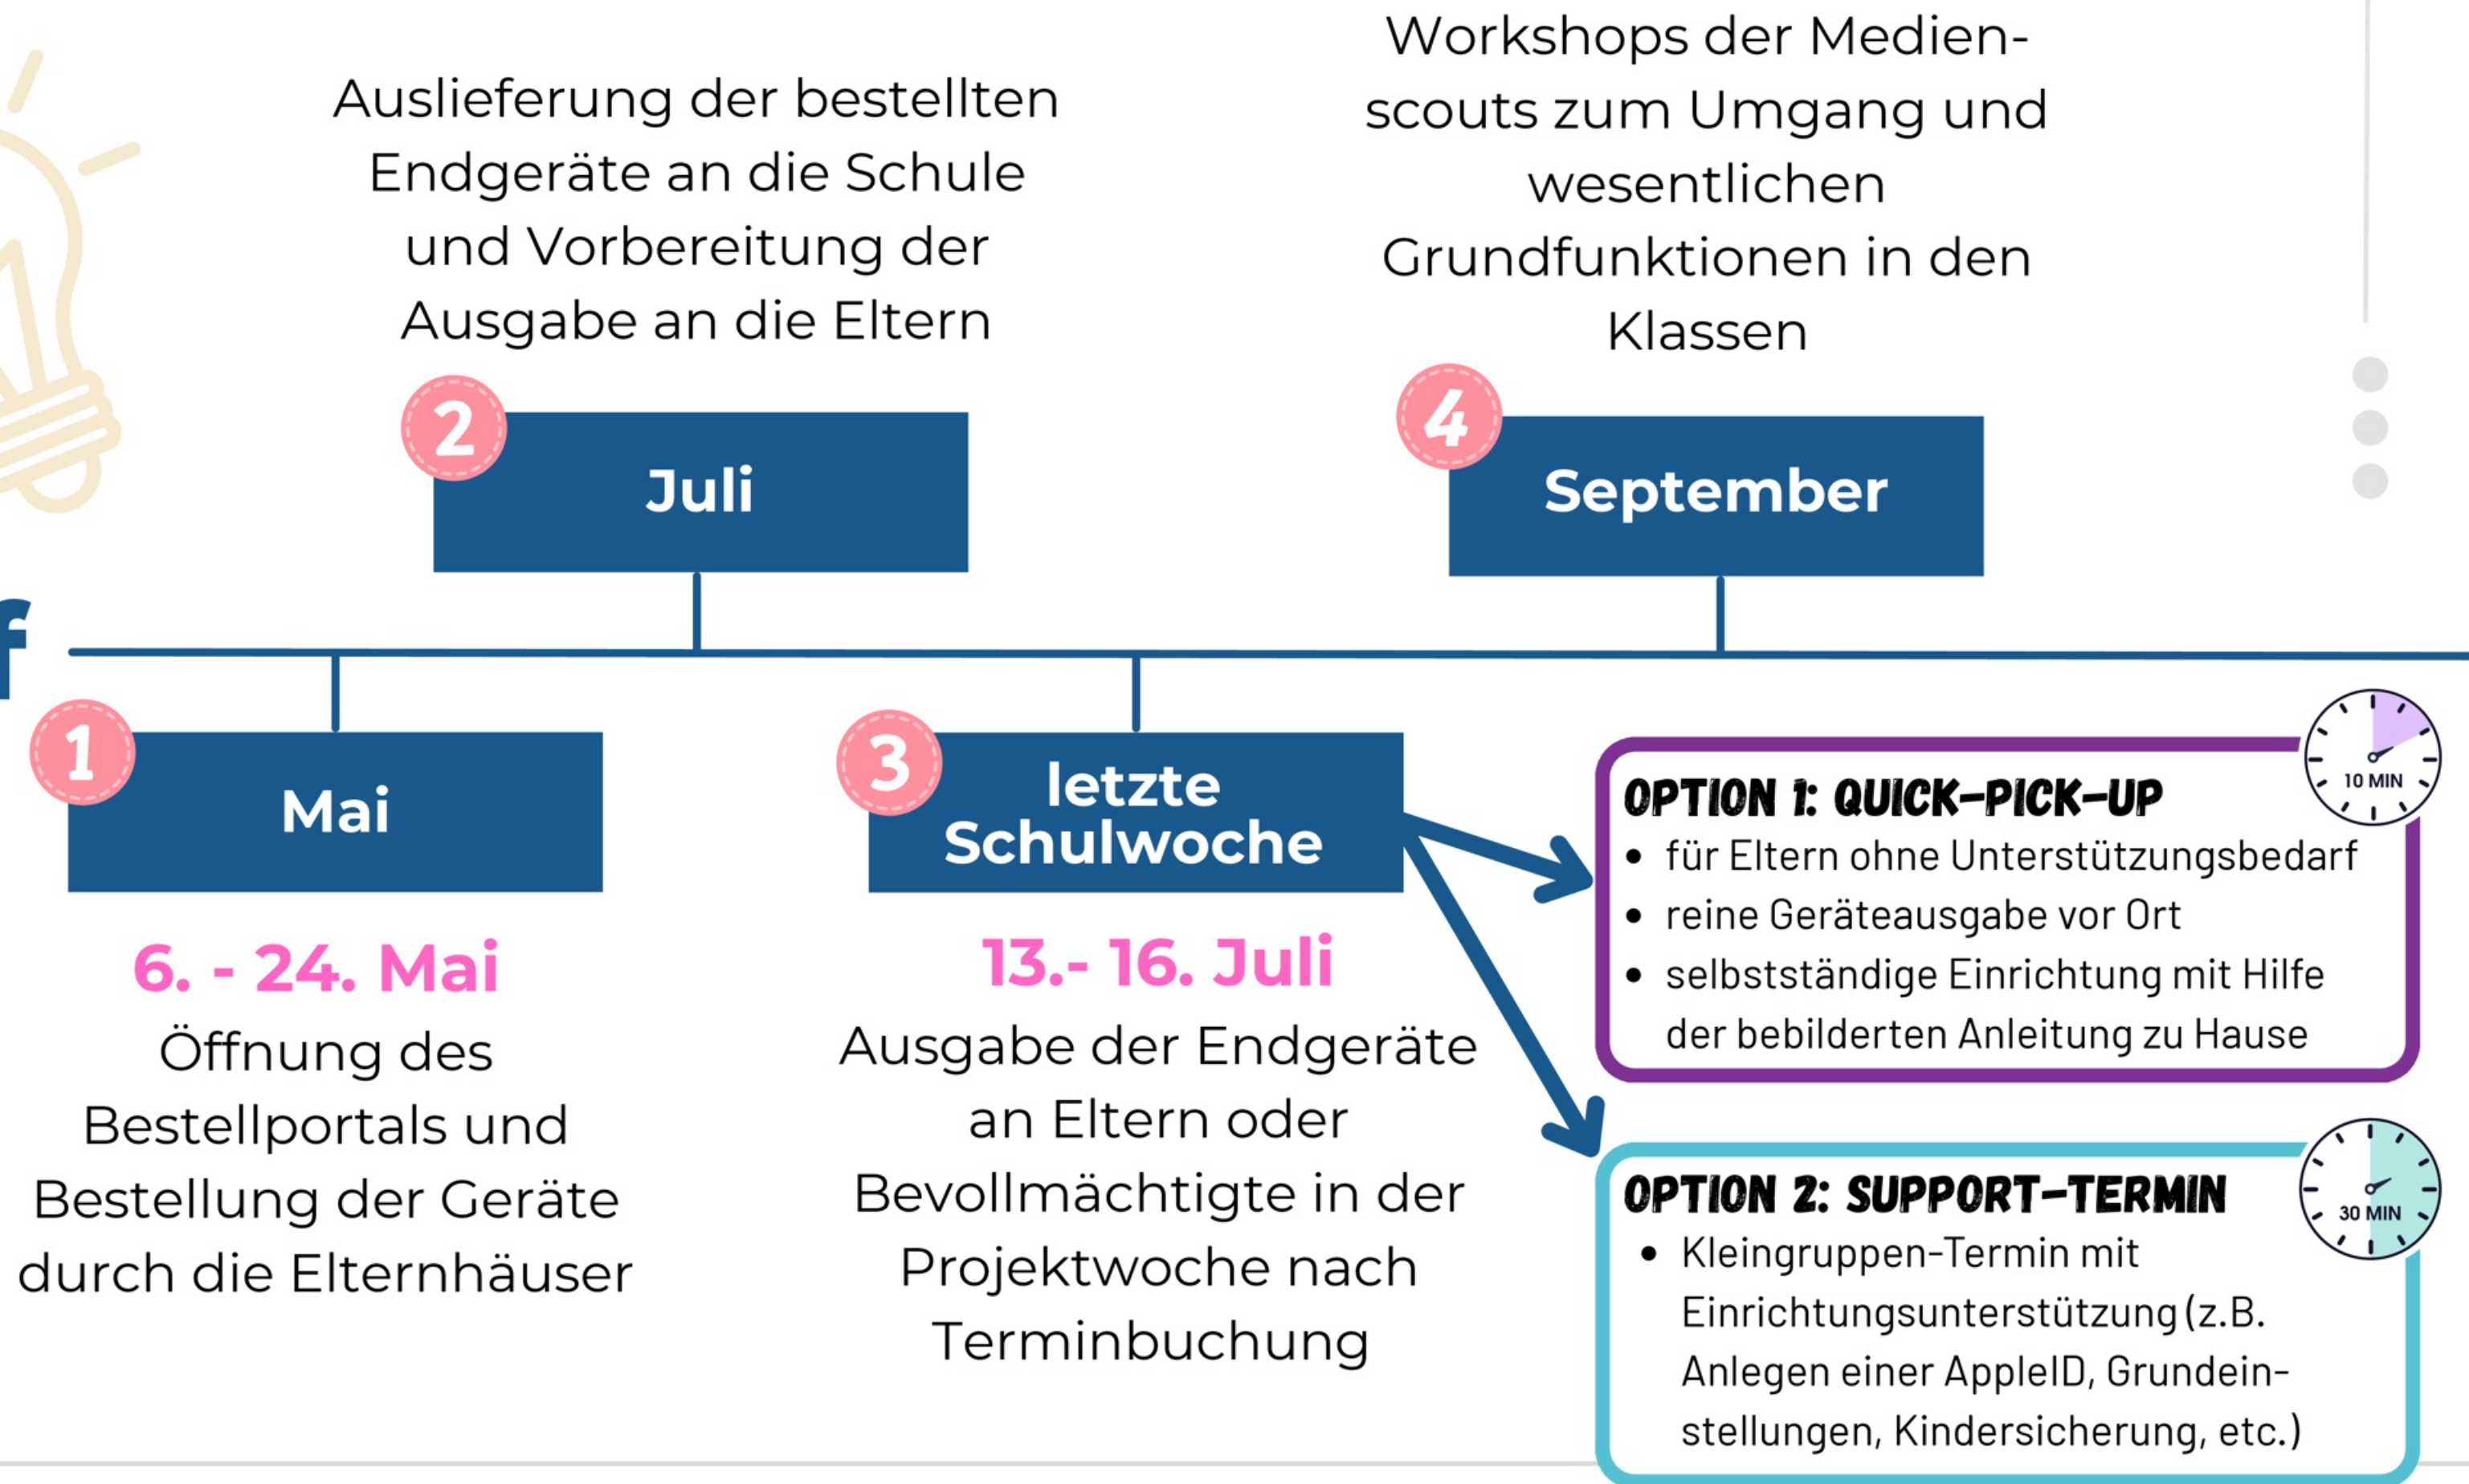 Auslieferung der bestellten
Endgeräte an die Schule
und Vorbereitung der
Ausgabe an die Eltern
2
Juli
Workshops der Medien-
scouts zum Umgang und
wesentlichen
Grundfunktionen in den
Klassen
4
September
f
1
Mai
6. - 24. Mai
Öffnung des
Bestellportals und
Bestellung der Geräte
durch die Elternhäuser
3
letzte
Schulwoche
13.- 16. Juli
Ausgabe der Endgeräte
an Eltern oder
Bevollmächtigte in der
Projektwoche nach
Terminbuchung
OPTION 1: QUICK-PICK-UP
10 MIN
• für Eltern ohne Unterstützungsbedarf
• reine Geräteausgabe vor Ort
• selbstständige Einrichtung mit Hilfe
der bebilderten Anleitung zu Hause
OPTION 2: SUPPORT-TERMIN
30 MIN
• Kleingruppen-Termin mit
Einrichtungsunterstützung (z.B.
Anlegen einer AppleID, Grundein-
stellungen, Kindersicherung, etc.)